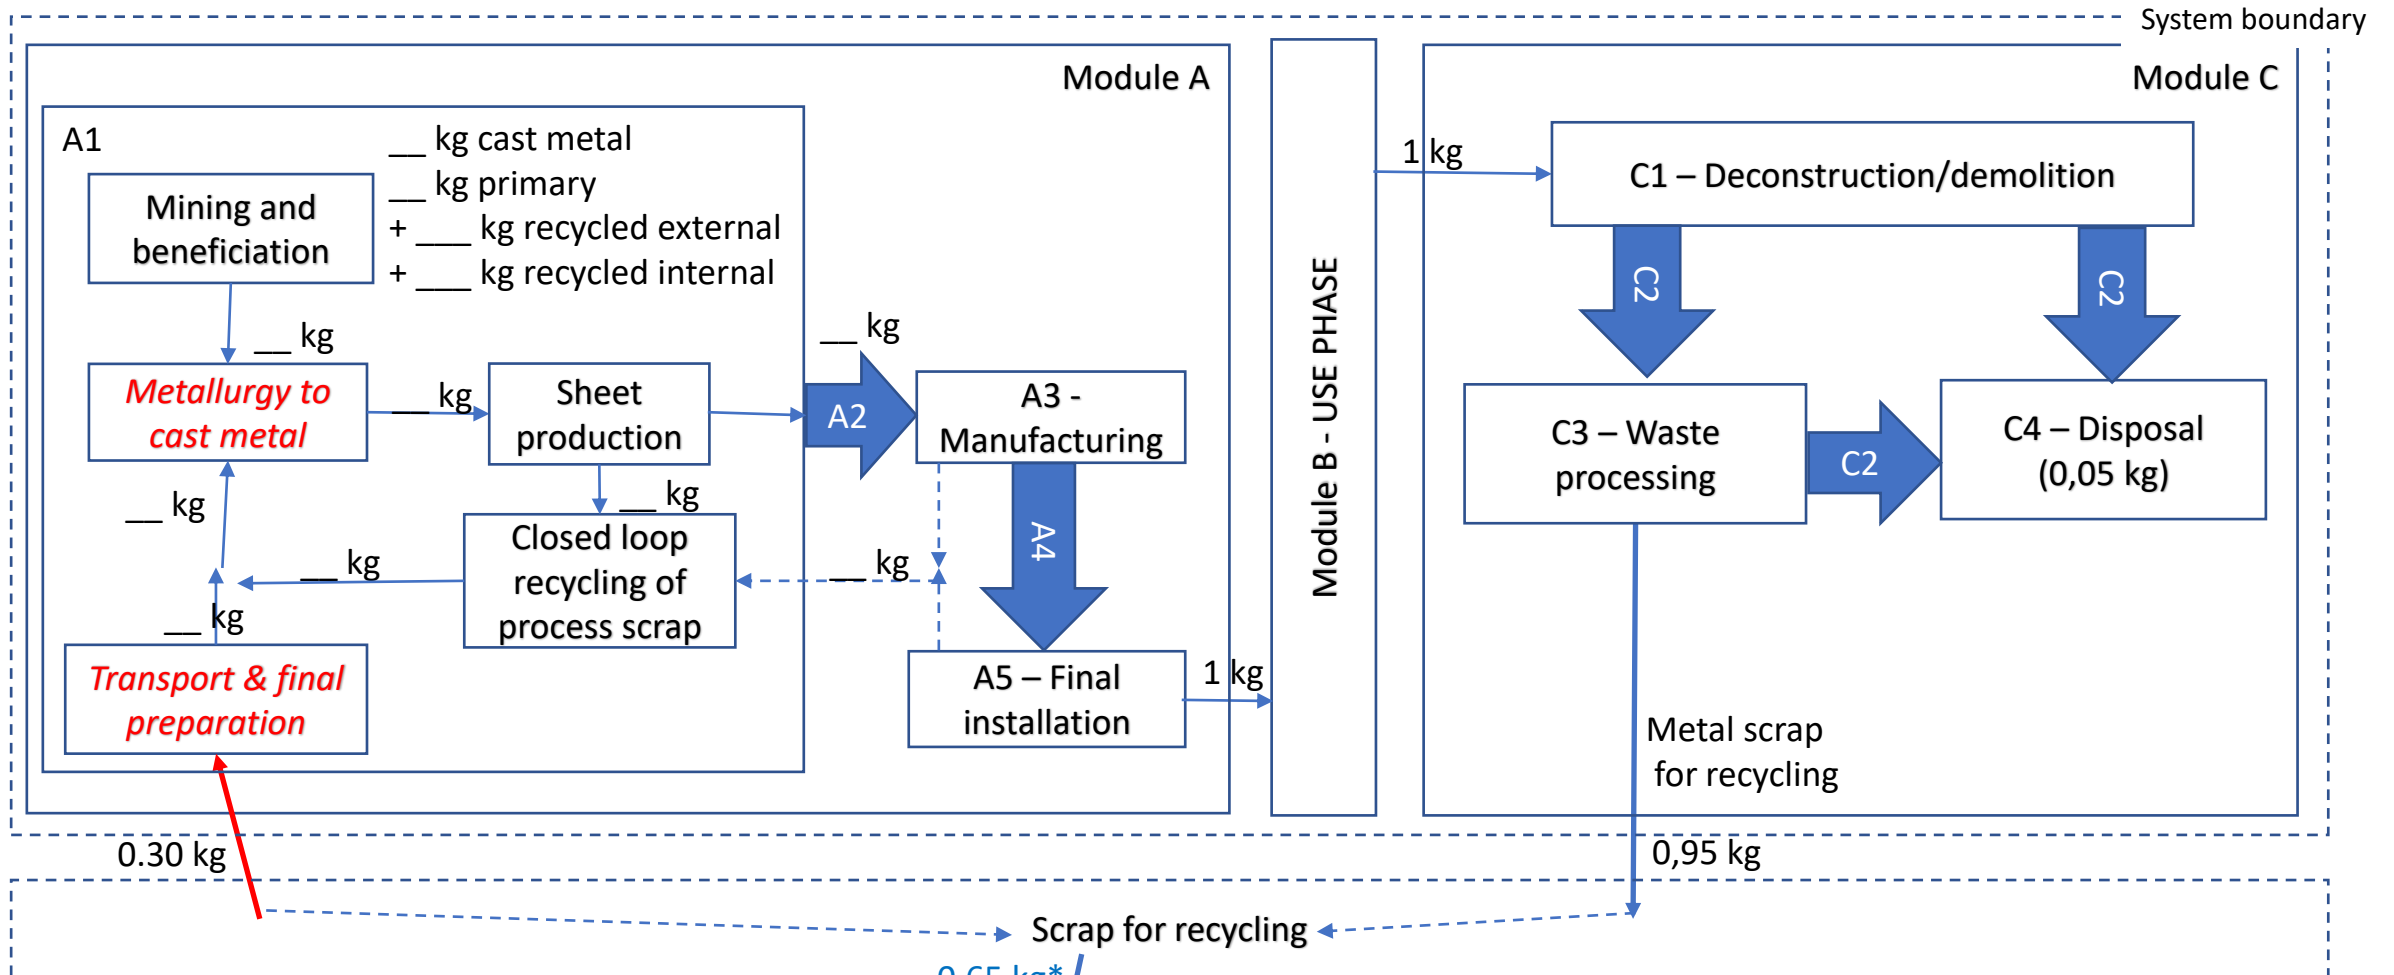 System boundary
Module A
Module C
A1
__ kg cast metal
__ kg primary
+ ___ kg recycled external
+ ___ kg recycled internal
Mining and
beneficiation
__ kg
Metallurgy to
cast metal
__ kg
Sheet
production
__ kg
A2
A3 -
Manufacturing
__ kg
__ kg
Closed loop
recycling of
process scrap
__ kg
__ kg
__ kg
Transport & final
preparation
A4
A5 – Final
installation
1 kg
Module B - USE PHASE
1 kg
C1 – Deconstruction/demolition
C2
C2
C3 – Waste
processing
C2
C4 – Disposal
(0,05 kg)
Metal scrap
for recycling
0.30 kg
0,95 kg
Scrap for recycling
0,65 kg*